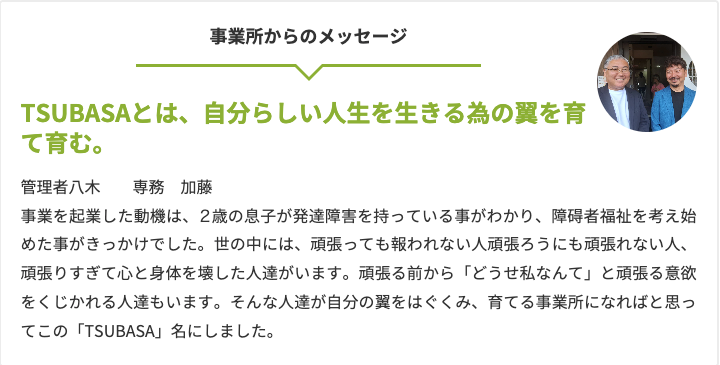 事業所からのメッセージ
TSUBASAとは、自分らしい人生を生きる為の翼を育
て育む。
管理者八木　　専務　加藤
事業を起業した動機は、2歳の息子が発達障害を持っている事がわかり、障碍者福祉を考え始
めた事がきっかけでした。世の中には、頑張っても報われない人頑張ろうにも頑張れない人、
頑張りすぎて心と身体を壊した人達がいます。頑張る前から「どうせ私なんて」と頑張る意欲
をくじかれる人達もいます。そんな人達が自分の翼をはぐくみ、育てる事業所になればと思っ
てこの「TSUBASA」名にしました。